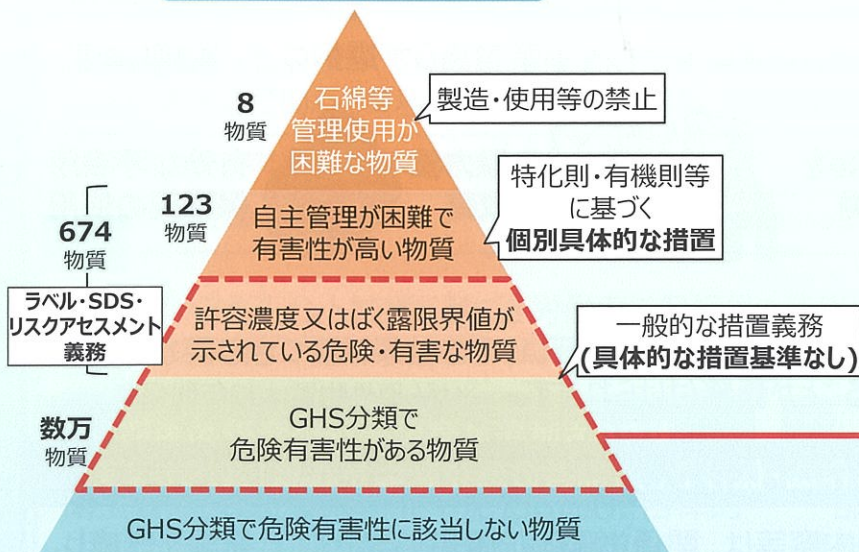 8
物質
石綿等
管理使用が
困難な物質
製造・使用等の禁止
674
物質
123
物質
自主管理が困難で
有害性が高い物質
特化則・有機則等
に基づく
個別具体的な措置
ラベル・SDS・
リスクアセスメント
義務
許容濃度又はばく露限界値が
示されている危険・有害な物質
一般的な措置義務
(具体的な措置基準なし)
数万
物質
GHS分類で
危険有害性がある物質
GHS分類で危険有害性に該当しない物質